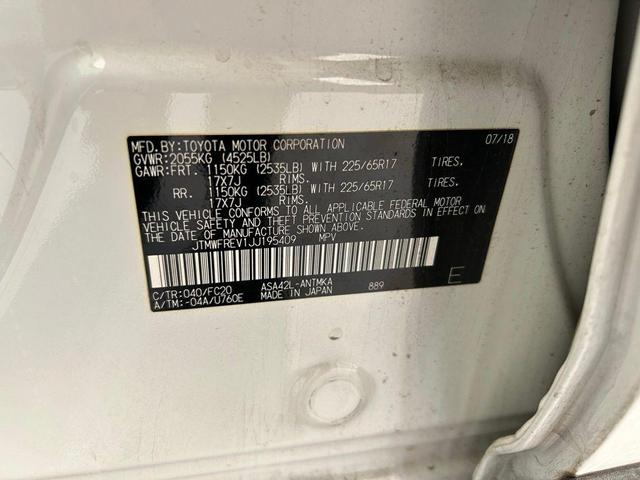 MFD.BY:TOYOTA MOTOR CORPORATION 07/18
GVWR:2055KG (4525LB)
GAWR:FRT. 1150KG (2535LB) WITH 225/65R17 TIRES.
17X7J RIMS.
RR. 1150KG (2535LB) WITH 225/65R17 TIRES.
17X7J RIMS.
THIS VEHICLE CONFORMS TO ALL APPLICABLE FEDERAL MOTOR
VEHICLE SAFETY STANDARDS IN EFFECT ON THE
DATE OF MANUFACTURE SHOWN ABOVE.
JTMWFREV1JJ195409 MPV
C/TR:040/FC20 ASA42L-ANTMKA 889 E
A/TM:-04A/U760E MADE IN JAPAN